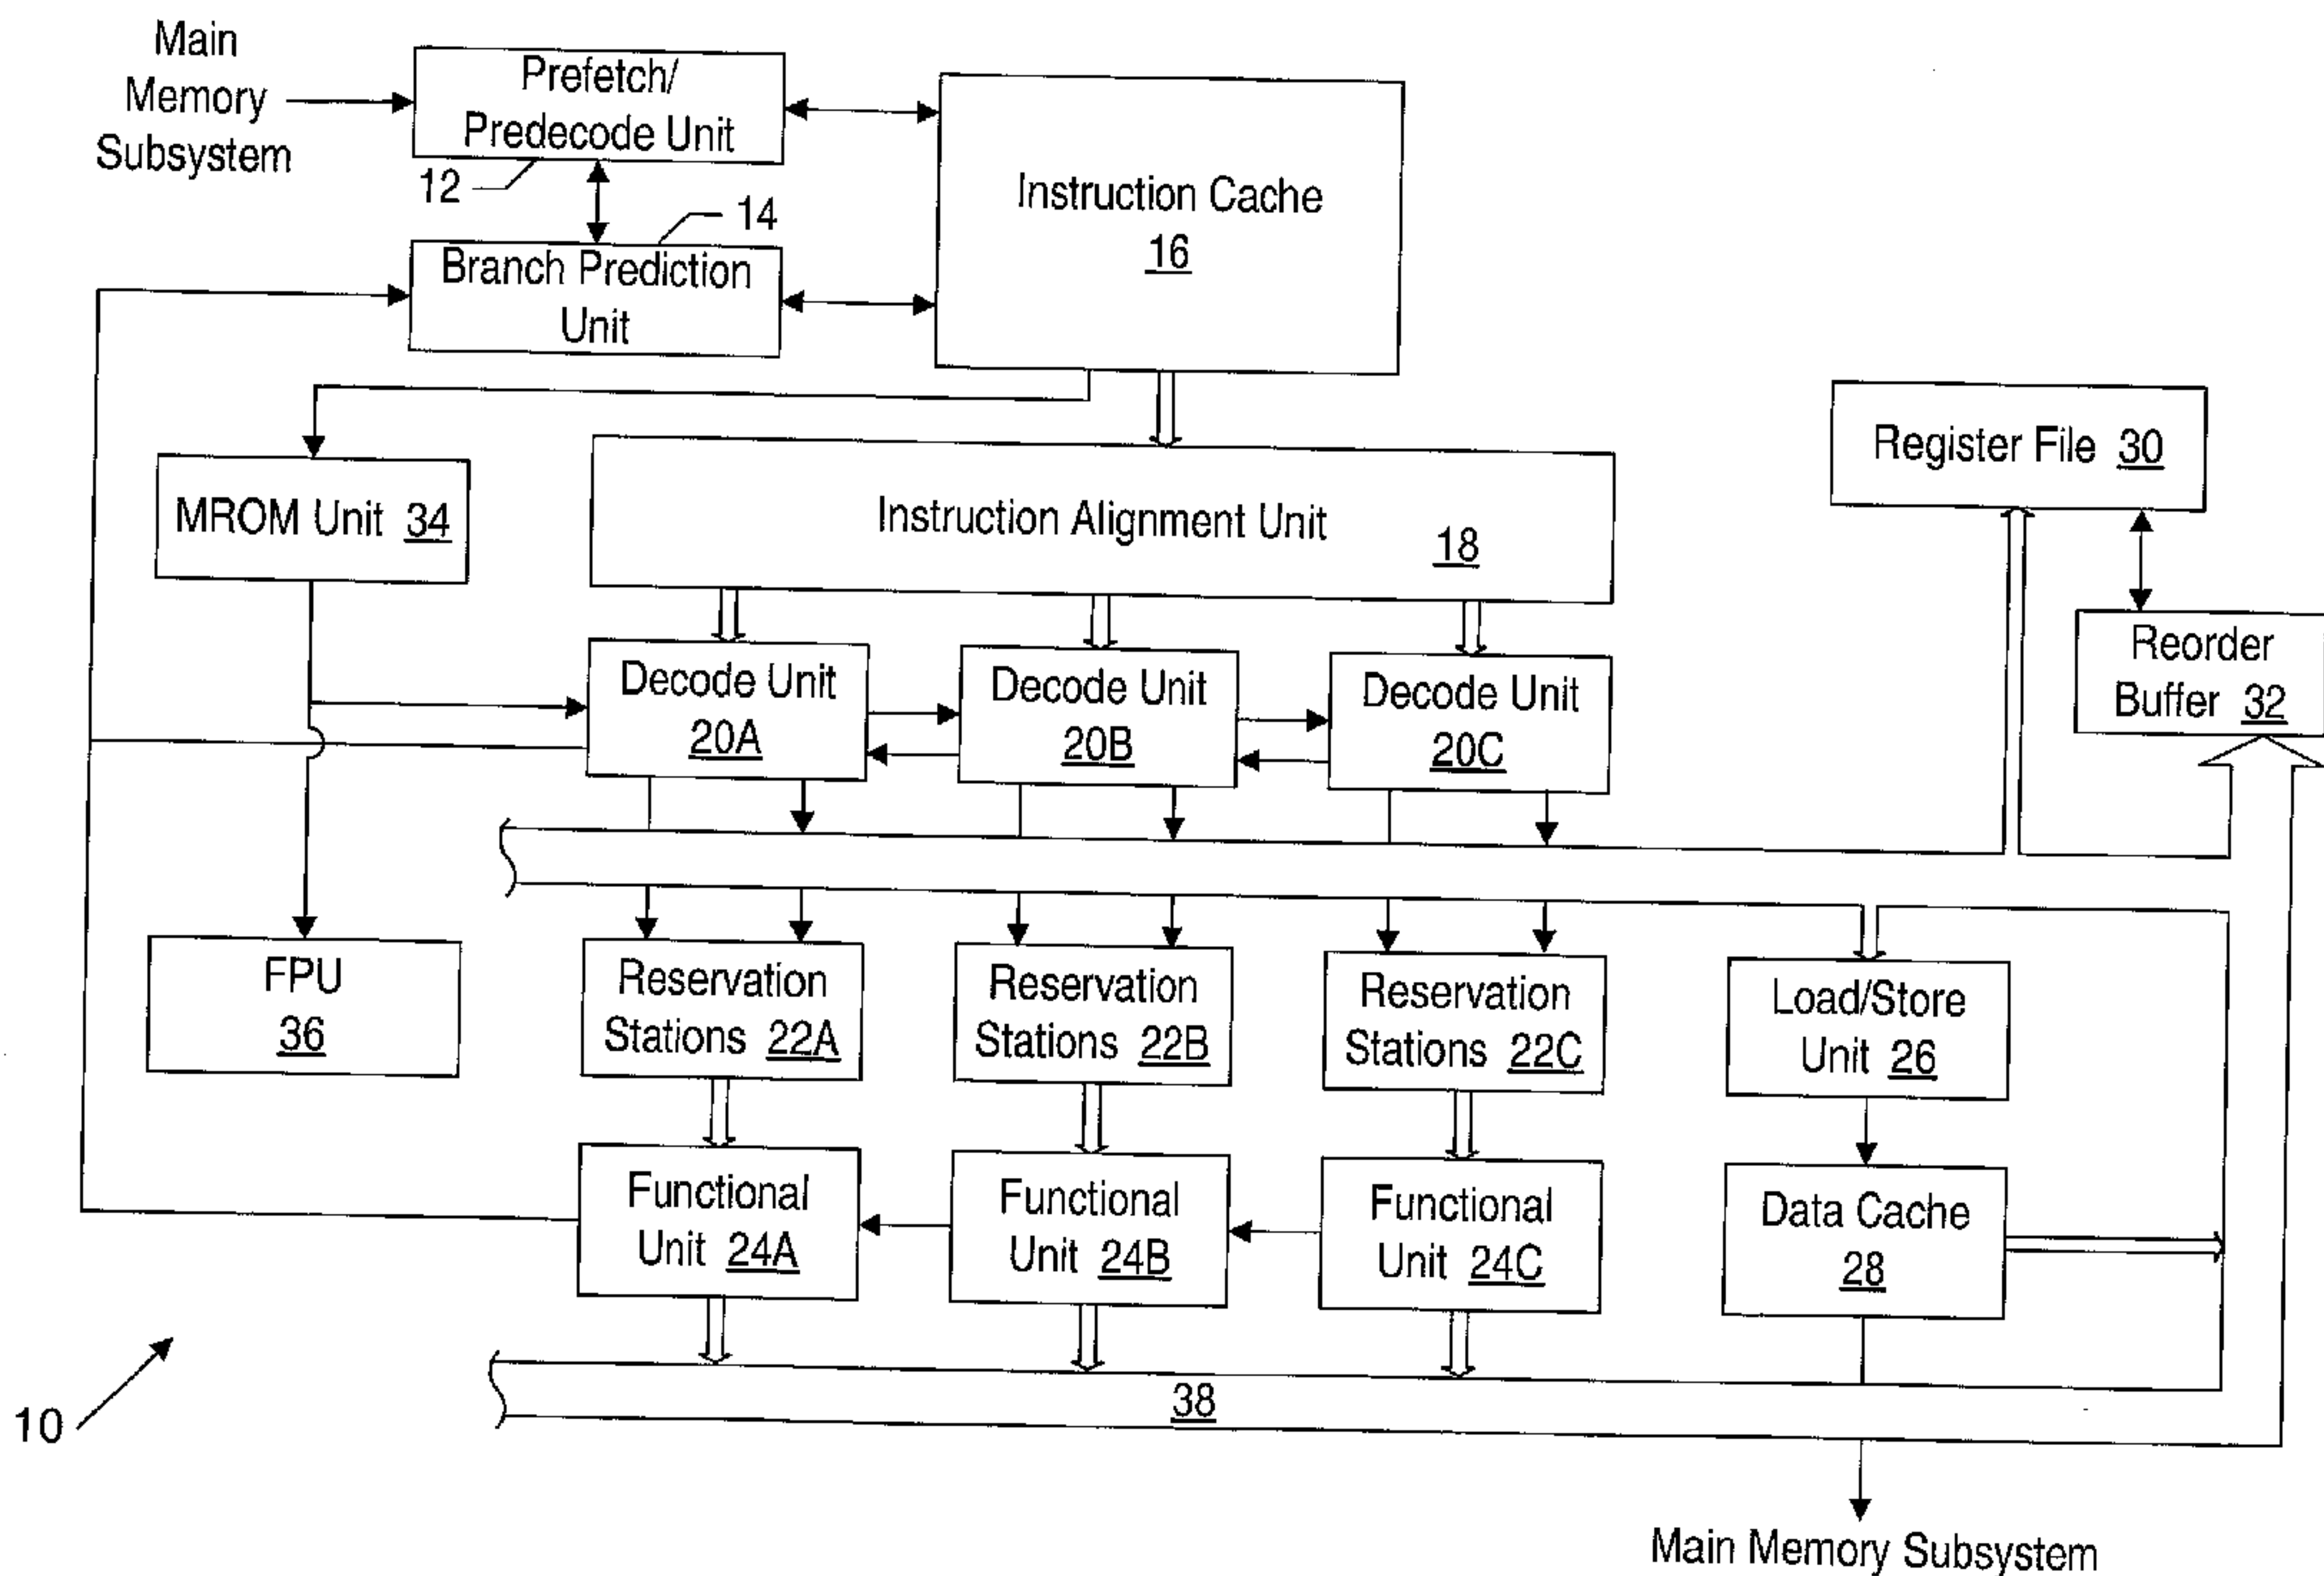 Main
Memory
Subsystem
Prefetch/
Predecode Unit
12
14
Branch Prediction
Unit
Instruction Cache
16
MROM Unit 34
Instruction Alignment Unit
18
Register File 30
Reorder
Buffer 32
Decode Unit
20A
Decode Unit
20B
Decode Unit
20C
FPU
36
Reservation
Stations 22A
Reservation
Stations 22B
Reservation
Stations 22C
Load/Store
Unit 26
Functional
Unit 24A
Functional
Unit 24B
Functional
Unit 24C
Data Cache
28
10
38
Main Memory Subsystem